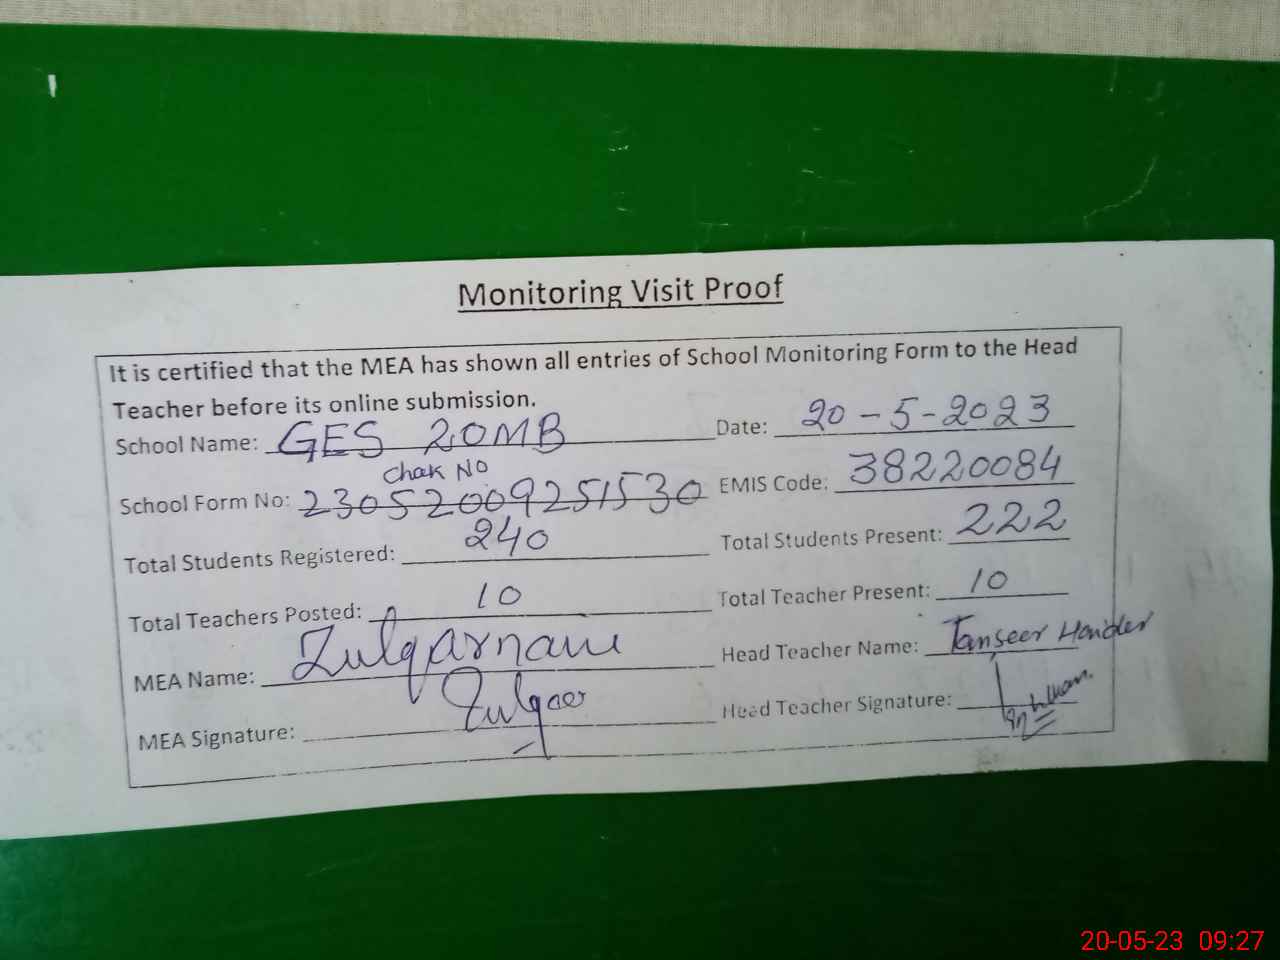 Monitoring Visit Proof
It is certified that the MEA has shown all entries of School Monitoring Form to the Head
Teacher before its online submission.
School Name: GES 20MB Date: 20-5-2023
Chak NO
School Form No: 23052009251530 EMIS Code: 38220084
Total Students Registered: 240 Total Students Present: 222
Total Teachers Posted: 10 Total Teacher Present: 10
MEA Name: Zulqarnain Head Teacher Name: Tanseer Haider
MEA Signature: Zulqar Head Teacher Signature:
20-05-23 09:27